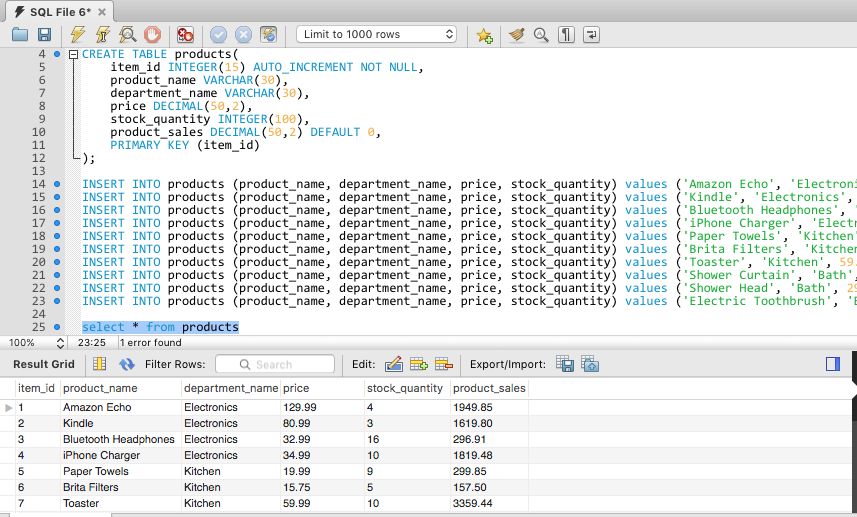 SQL File 6*
Limit to 1000 rows
4 CREATE TABLE products(
5 item_id INTEGER(15) AUTO_INCREMENT NOT NULL,
6 product_name VARCHAR(30),
7 department_name VARCHAR(30),
8 price DECIMAL(50,2),
9 stock_quantity INTEGER(100),
10 product_sales DECIMAL(50,2) DEFAULT 0,
11 PRIMARY KEY (item_id)
12 );
13
14 INSERT INTO products (product_name, department_name, price, stock_quantity) values ('Amazon Echo', 'Electroni
15 INSERT INTO products (product_name, department_name, price, stock_quantity) values ('Kindle', 'Electronics',
16 INSERT INTO products (product_name, department_name, price, stock_quantity) values ('Bluetooth Headphones', '
17 INSERT INTO products (product_name, department_name, price, stock_quantity) values ('iPhone Charger', 'Elect
18 INSERT INTO products (product_name, department_name, price, stock_quantity) values ('Paper Towels', 'Kitchen'
19 INSERT INTO products (product_name, department_name, price, stock_quantity) values ('Brita Filters', 'Kitchen
20 INSERT INTO products (product_name, department_name, price, stock_quantity) values ('Toaster', 'Kitchen', 59.
21 INSERT INTO products (product_name, department_name, price, stock_quantity) values ('Shower Curtain', 'Bath',
22 INSERT INTO products (product_name, department_name, price, stock_quantity) values ('Shower Head', 'Bath', 29
23 INSERT INTO products (product_name, department_name, price, stock_quantity) values ('Electric Toothbrush', 'B
24
25 select * from products
100% 23:25 1 error found
Result Grid Filter Rows: Search Edit: Export/Import:
item_id product_name department_name price stock_quantity product_sales
1 Amazon Echo Electronics 129.99 4 1949.85
2 Kindle Electronics 80.99 3 1619.80
3 Bluetooth Headphones Electronics 32.99 16 296.91
4 iPhone Charger Electronics 34.99 10 1819.48
5 Paper Towels Kitchen 19.99 9 299.85
6 Brita Filters Kitchen 15.75 5 157.50
7 Toaster Kitchen 59.99 10 3359.44